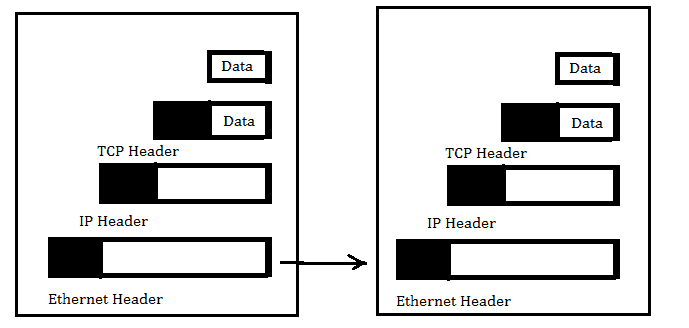 Data
Data
TCP Header
IP Header
Ethernet Header
Data
Data
TCP Header
IP Header
Ethernet Header